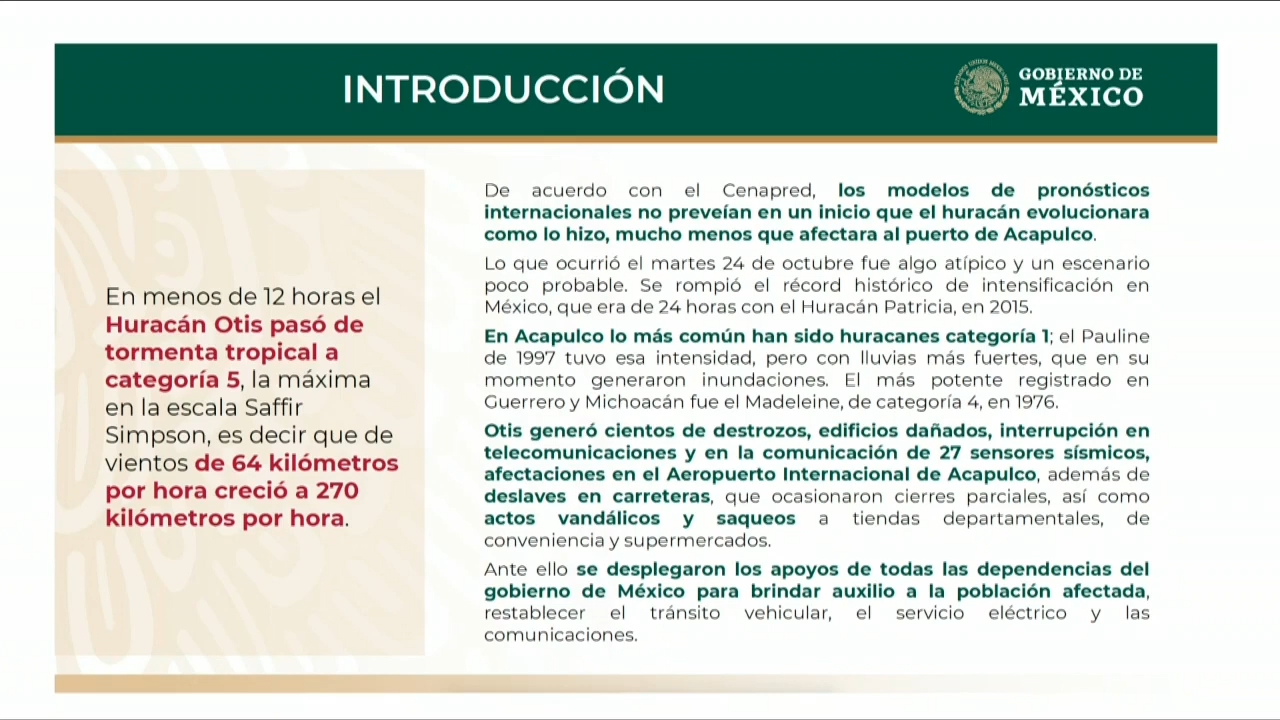 INTRODUCCIÓN
GOBIERNO DE
MÉXICO
En menos de 12 horas el
Huracán Otis pasó de
tormenta tropical a
categoría 5, la máxima
en la escala Saffir
Simpson, es decir que de
vientos de 64 kilómetros
por hora creció a 270
kilómetros por hora.
De acuerdo con el Cenapred, los modelos de pronósticos
internacionales no preveían en un inicio que el huracán evolucionara
como lo hizo, mucho menos que afectara al puerto de Acapulco.
Lo que ocurrió el martes 24 de octubre fue algo atípico y un escenario
poco probable. Se rompió el récord histórico de intensificación en
México, que era de 24 horas con el Huracán Patricia, en 2015.
En Acapulco lo más común han sido huracanes categoría 1; el Pauline
de 1997 tuvo esa intensidad, pero con lluvias más fuertes, que en su
momento generaron inundaciones. El más potente registrado en
Guerrero y Michoacán fue el Madeleine, de categoría 4, en 1976.
Otis generó cientos de destrozos, edificios dañados, interrupción en
telecomunicaciones y en la comunicación de 27 sensores sísmicos,
afectaciones en el Aeropuerto Internacional de Acapulco, además de
deslaves en carreteras, que ocasionaron cierres parciales, así como
actos vandálicos y saqueos a tiendas departamentales, de
conveniencia y supermercados.
Ante ello se desplegaron los apoyos de todas las dependencias del
gobierno de México para brindar auxilio a la población afectada,
restablecer el tránsito vehicular, el servicio eléctrico y las
comunicaciones.